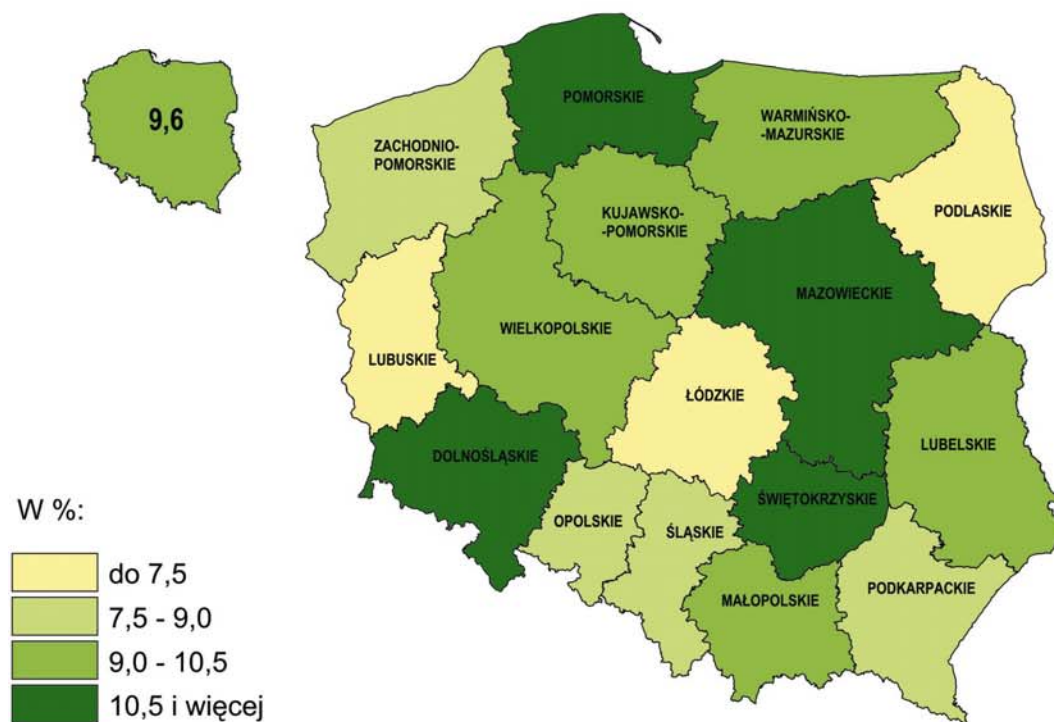 9,6
POMORSKIE
WARMIŃSKO-
-MAZURSKIE
ZACHODNIO-
POMORSKIE
KUJAWSKO-
-POMORSKIE
PODLASKIE
MAZOWIECKIE
WIELKOPOLSKIE
LUBUSKIE
ŁÓDZKIE
LUBELSKIE
DOLNOŚLĄSKIE
ŚWIĘTOKRZYSKIE
OPOLSKIE
ŚLĄSKIE
PODKARPACKIE
MAŁOPOLSKIE
W %:
do 7,5
7,5 - 9,0
9,0 - 10,5
10,5 i więcej